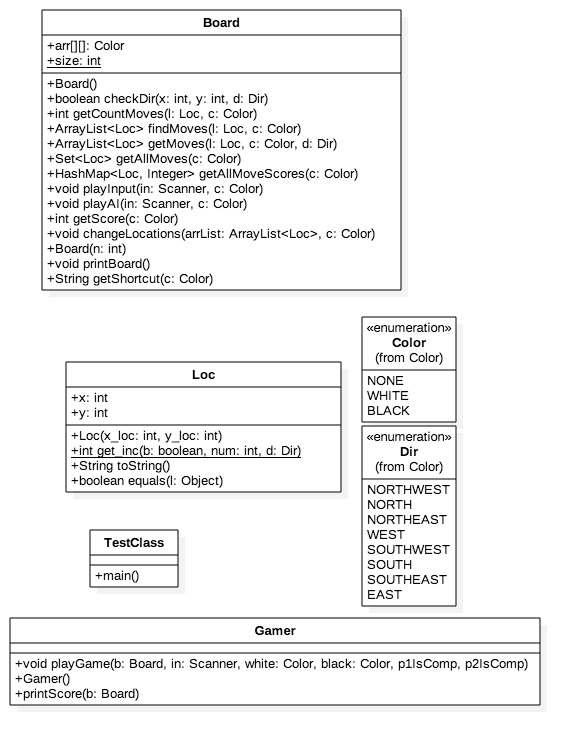 Board
+arr[][]: Color
+size: int
+Board()
+boolean checkDir(x: int, y: int, d: Dir)
+int getCountMoves(l: Loc, c: Color)
+ArrayList<Loc> findMoves(l: Loc, c: Color)
+ArrayList<Loc> getMoves(l: Loc, c: Color, d: Dir)
+Set<Loc> getAllMoves(c: Color)
+HashMap<Loc, Integer> getAllMoveScores(c: Color)
+void playInput(in: Scanner, c: Color)
+void playAI(in: Scanner, c: Color)
+int getScore(c: Color)
+void changeLocations(arrList: ArrayList<Loc>, c: Color)
+Board(n: int)
+void printBoard()
+String getShortcut(c: Color)
«enumeration»
Color
(from Color)
NONE
WHITE
BLACK
Loc
+x: int
+y: int
+Loc(x_loc: int, y_loc: int)
+int get_inc(b: boolean, num: int, d: Dir)
+String toString()
+boolean equals(l: Object)
«enumeration»
Dir
(from Color)
NORTHWEST
NORTH
NORTHEAST
WEST
SOUTHWEST
SOUTH
SOUTHEAST
EAST
TestClass
+main()
Gamer
+void playGame(b: Board, in: Scanner, white: Color, black: Color, p1IsComp, p2IsComp)
+Gamer()
+printScore(b: Board)